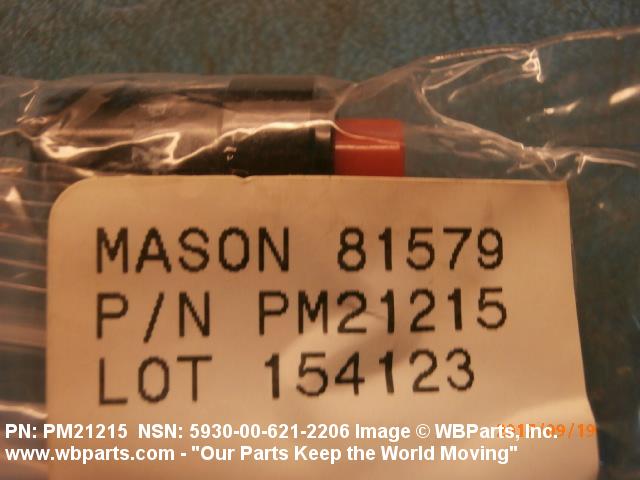 MASON 81579
P/N PM21215
LOT 154123
PN: PM21215 NSN: 5930-00-621-2206 Image © WBParts, Inc.
www.wbparts.com - "Our Parts Keep the World Moving"